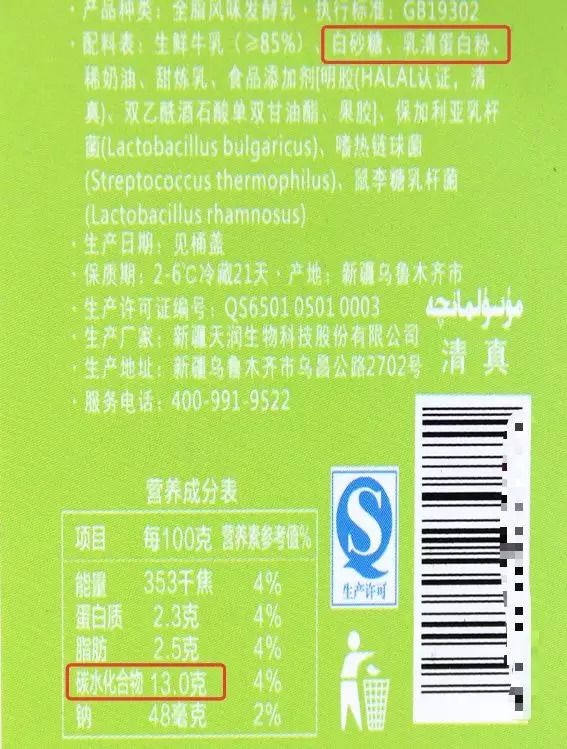 · 产品种类：全脂风味发酵乳 · 执行标准：GB19302
· 配料表：生鲜牛乳（≥85%）、白砂糖、乳清蛋白粉、
稀奶油、甜炼乳、食品添加剂[明胶(HALAL认证，清
真)、双乙酰酒石酸单双甘油酯、果胶]、保加利亚乳杆
菌(Lactobacillus bulgaricus)、嗜热链球菌
(Streptococcus thermophilus)、鼠李糖乳杆菌
(Lactobacillus rhamnosus)
· 生产日期：见桶盖
· 保质期：2-6℃冷藏21天 · 产地：新疆乌鲁木齐市
· 生产许可证编号：QS6501 0501 0003
· 生产厂家：新疆天润生物科技股份有限公司
· 生产地址：新疆乌鲁木齐市乌昌公路2702号
· 服务电话：400-991-9522
مۇسۇلمانچە
清真
营养成分表
项目 每100克 营养素参考值%
能量 353千焦 4%
蛋白质 2.3克 4%
脂肪 2.5克 4%
碳水化合物 13.0克 4%
钠 48毫克 2%
生产许可